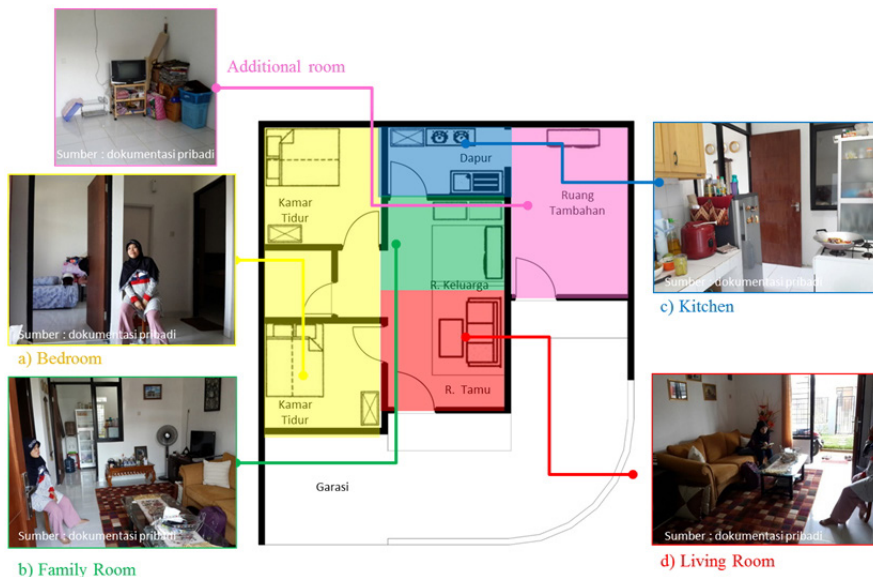 Additional room
Sumber : dokumentasi pribadi
Dapur
Kamar
Tidur
Ruang
Tambahan
R. Keluarga
Sumber : dokumentasi pribadi
c) Kitchen
Sumber : dokumentasi pribadi
a) Bedroom
Kamar
Tidur
R. Tamu
Garasi
Sumber : dokumentasi pribadi
b) Family Room
Sumber : dokumentasi pribadi
d) Living Room